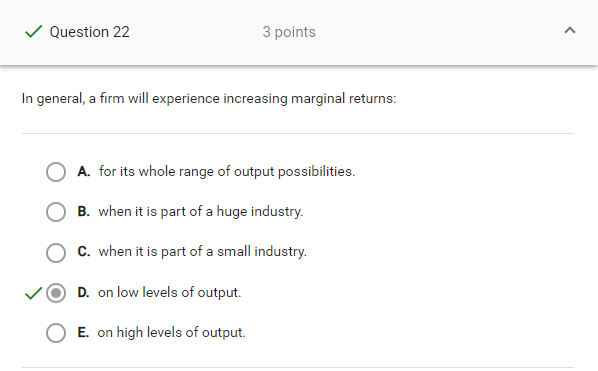 Question 22 3 points
In general, a firm will experience increasing marginal returns:
A. for its whole range of output possibilities.
B. when it is part of a huge industry.
C. when it is part of a small industry.
D. on low levels of output.
E. on high levels of output.